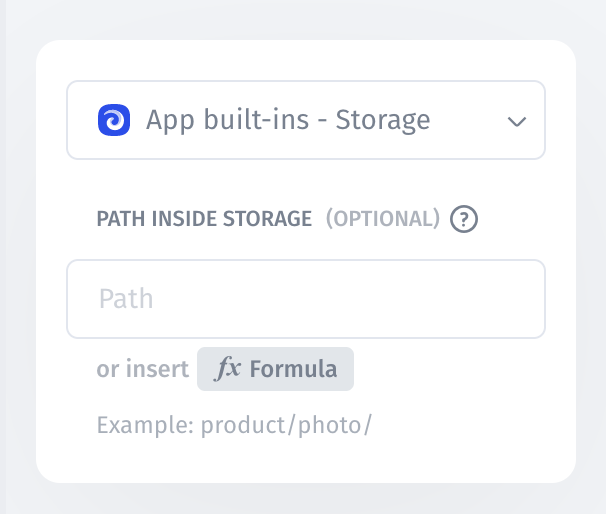 App built-ins - Storage
PATH INSIDE STORAGE (OPTIONAL) ?
Path
or insert fx Formula
Example: product/photo/